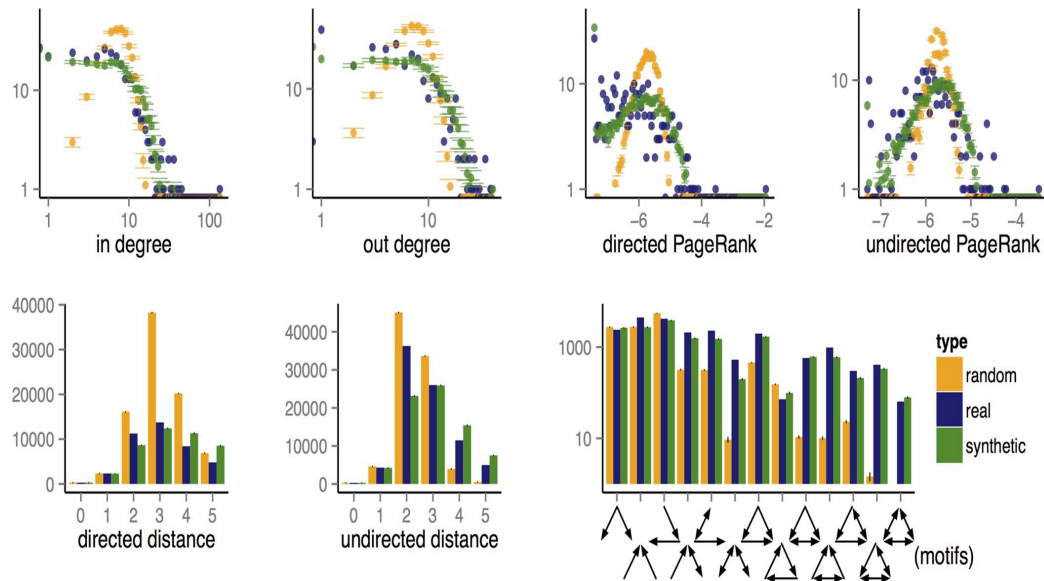 10
1
1
10
100
in degree
10
1
1
10
out degree
10
1
−6
−4
−2
directed PageRank
10
1
−7
−6
−5
−4
undirected PageRank
40000
30000
20000
10000
0
0 1 2 3 4 5
directed distance
40000
30000
20000
10000
0
0 1 2 3 4 5
undirected distance
1000
10
(motifs)
type
random
real
synthetic